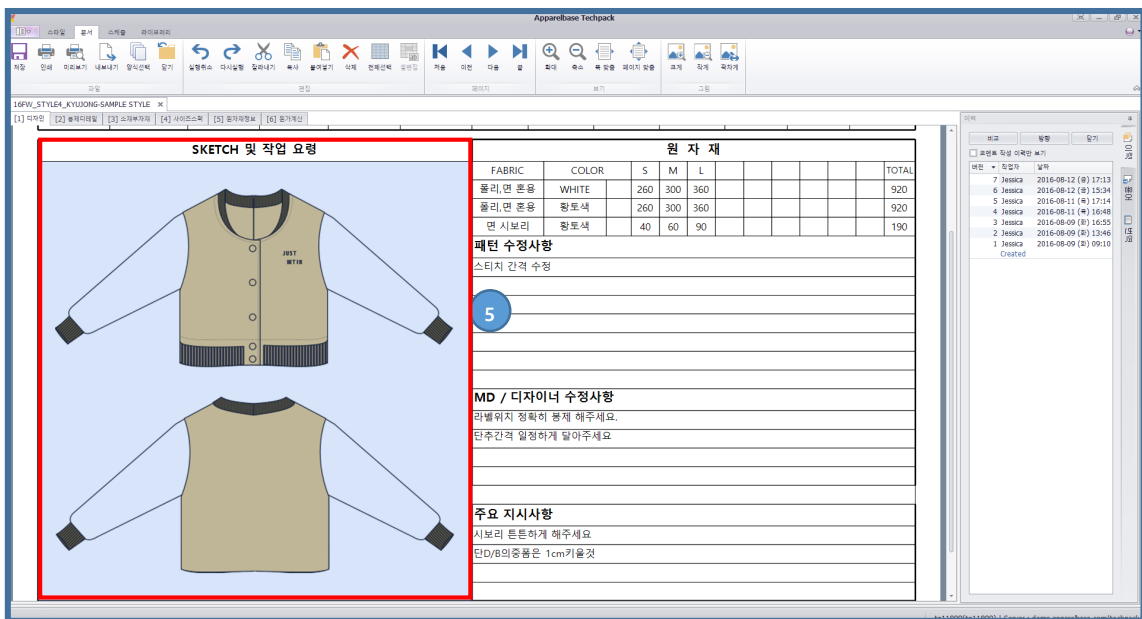 Apparelbase Techpack
스타일 문서 스케줄 라이브러리
저장 인쇄 미리보기 내보내기 양식선택 닫기 실행취소 다시실행 잘라내기 복사 붙여넣기 삭제 전체선택 셀편집 처음 이전 다음 끝 확대 축소 폭 맞춤 페이지 맞춤 크게 작게 꽉차게
파일 편집 페이지 보기 그림
16FW_STYLE4_KYUJONG-SAMPLE STYLE
[1] 디자인 [2] 봉제디테일 [3] 소재부자재 [4] 사이즈스펙 [5] 원자재정보 [6] 원가계산
SKETCH 및 작업 요령
JUST
5
원 자 재
FABRIC COLOR S M L TOTAL
폴리,면 혼용 WHITE 260 300 360 920
폴리,면 혼용 황토색 260 300 360 920
면 시보리 황토색 40 60 90 190
패턴 수정사항
스티치 간격 수정
MD / 디자이너 수정사항
라벨위치 정확히 봉제 해주세요.
단추간격 일정하게 달아주세요
주요 지시사항
시보리 튼튼하게 해주세요
단D/B의중품은 1cm키울것
이력
비교 방향 닫기
코멘트 작성 이력만 보기
버전 작업자 날짜
7 Jessica 2016-08-12 (금) 17:13
6 Jessica 2016-08-12 (금) 15:34
5 Jessica 2016-08-11 (목) 17:14
4 Jessica 2016-08-11 (목) 16:48
3 Jessica 2016-08-09 (화) 16:55
2 Jessica 2016-08-09 (화) 13:46
1 Jessica 2016-08-09 (화) 09:10
Created
이력
용어
번역